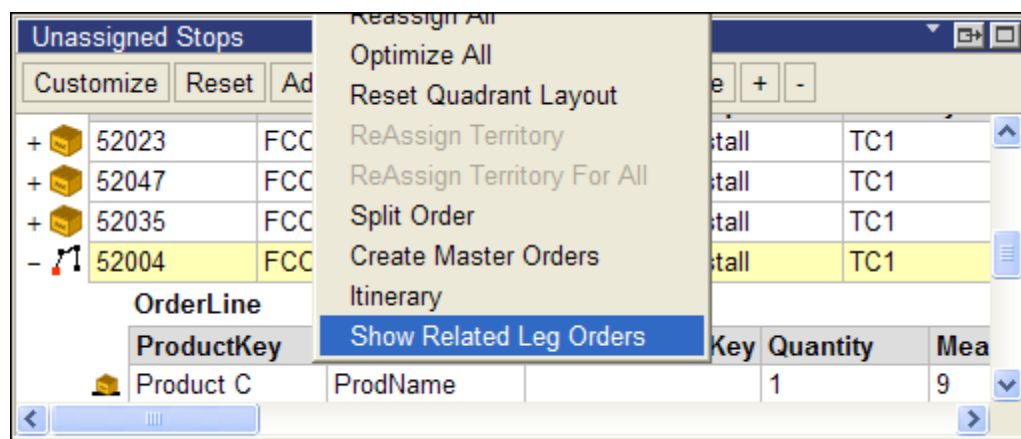 Reassign All
Unassigned Stops
Optimize All
Customize Reset Ad e + -
Reset Quadrant Layout
+ 52023 FCC ReAssign Territory stall TC1
+ 52047 FCC ReAssign Territory For All stall TC1
+ 52035 FCC Split Order stall TC1
– 52004 FCC Create Master Orders stall TC1
OrderLine Itinerary
ProductKey Show Related Leg Orders Key Quantity Mea
Product C ProdName 1 9